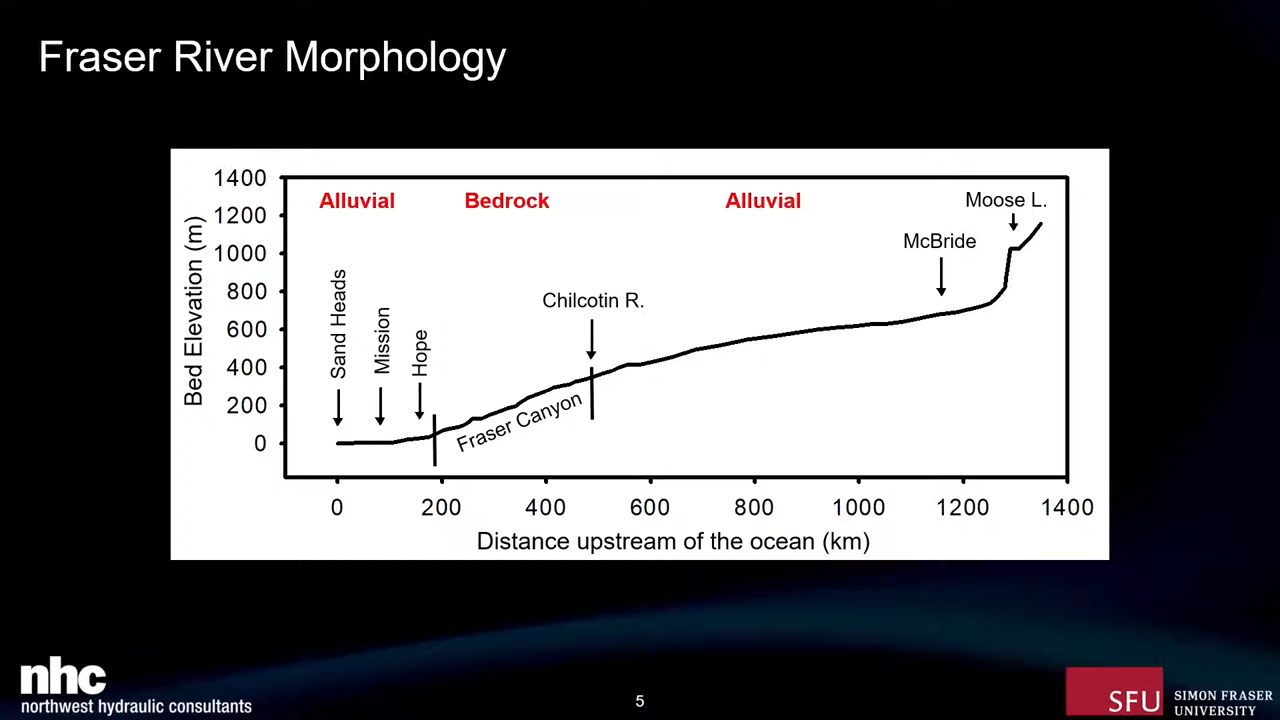 Fraser River Morphology
1400
1200
1000
800
600
400
200
0
Bed Elevation (m)
Alluvial
Bedrock
Alluvial
Moose L.
McBride
Chilcotin R.
Sand Heads
Mission
Hope
Fraser Canyon
0 200 400 600 800 1000 1200 1400
Distance upstream of the ocean (km)
nhc
northwest hydraulic consultants
5
SFU
SIMON FRASER
UNIVERSITY